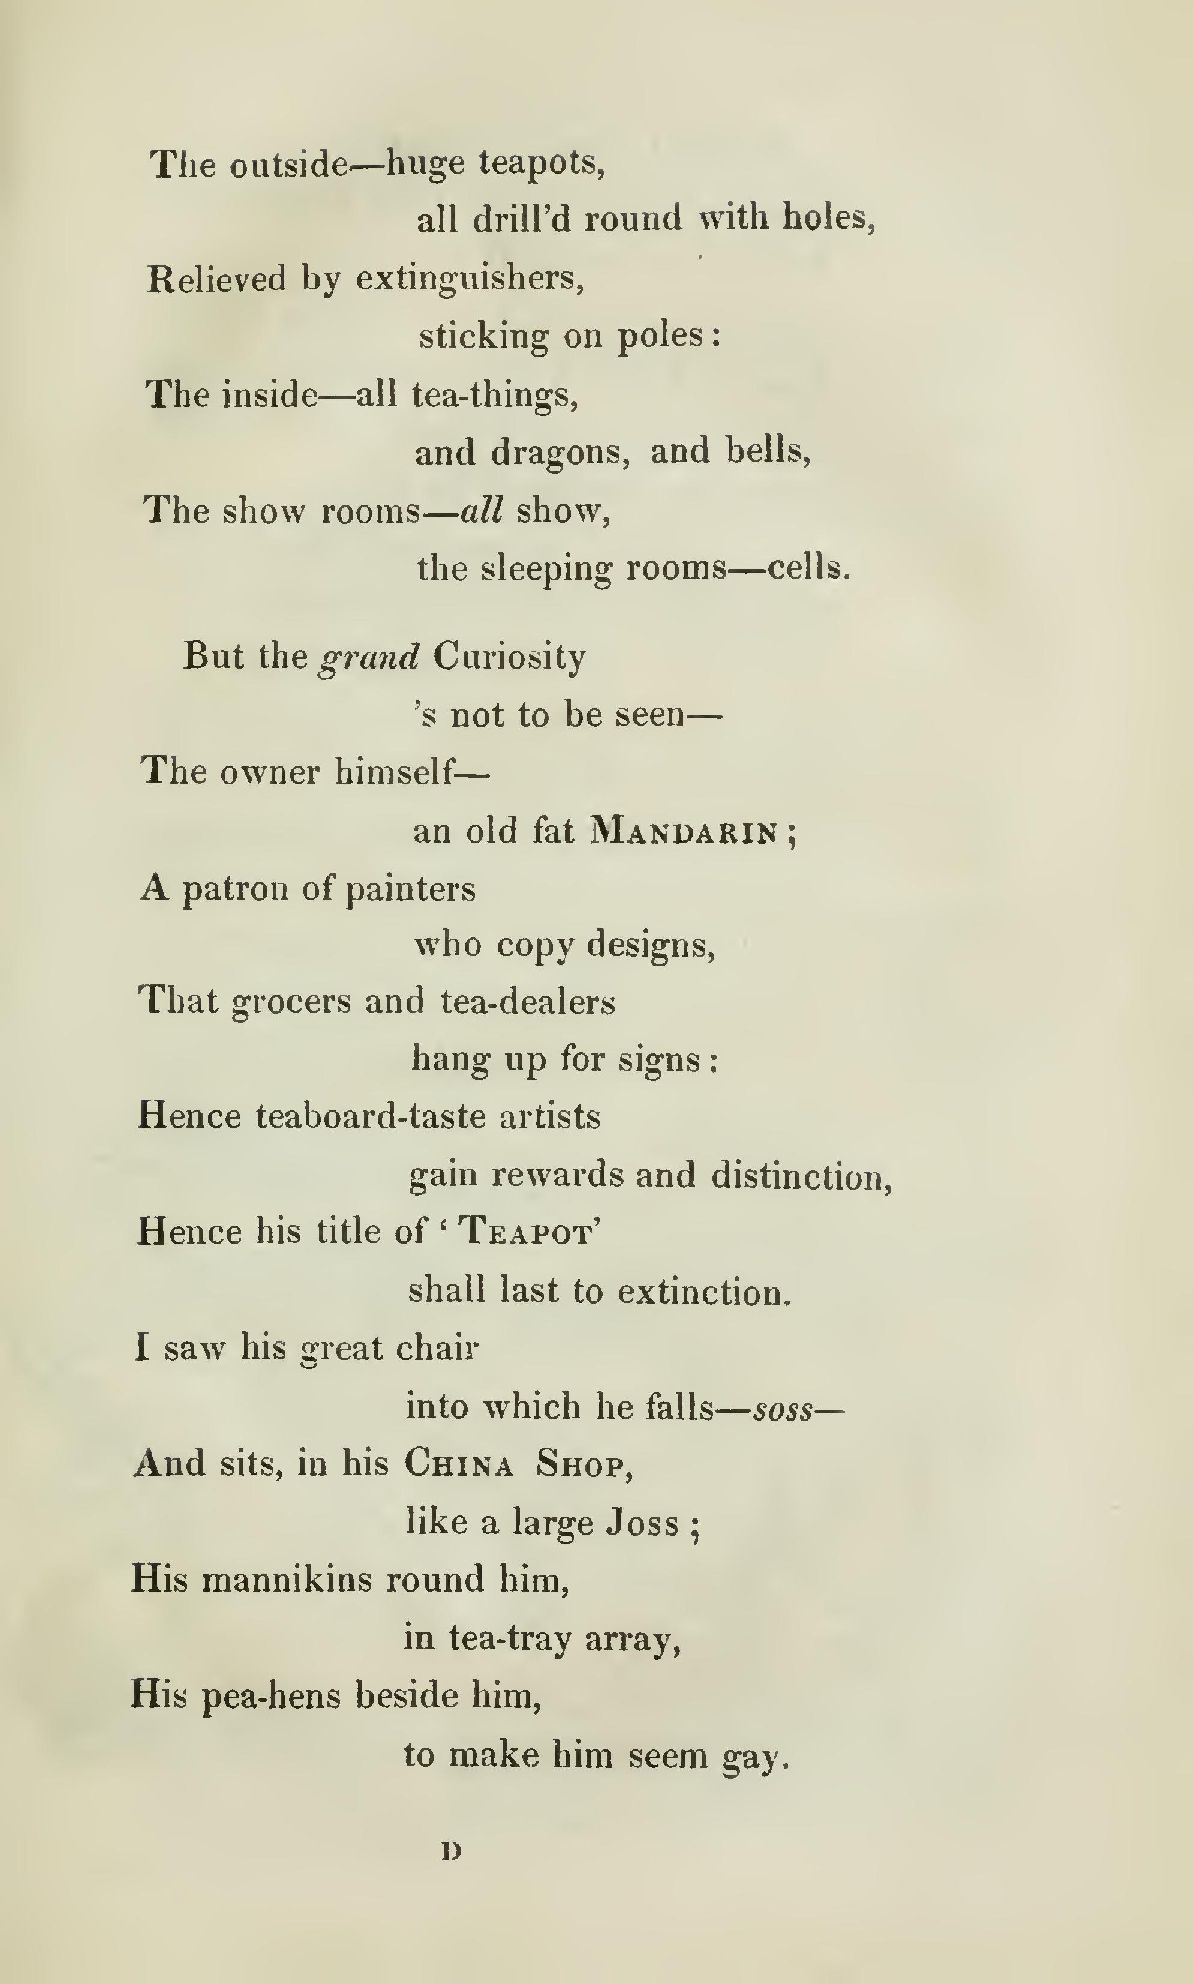 The outside—huge teapots,
all drill'd round with holes,
Relieved by extinguishers,
sticking on poles :
The inside—all tea-things,
and dragons, and bells,
The show rooms—all show,
the sleeping rooms—cells.
But the grand Curiosity
's not to be seen—
The owner himself—
an old fat MANDARIN ;
A patron of painters
who copy designs,
That grocers and tea-dealers
hang up for signs :
Hence teaboard-taste artists
gain rewards and distinction,
Hence his title of ‘ TEAPOT’
shall last to extinction.
I saw his great chair
into which he falls—soss—
And sits, in his CHINA SHOP,
like a large Joss ;
His mannikins round him,
in tea-tray array,
His pea-hens beside him,
to make him seem gay.
D